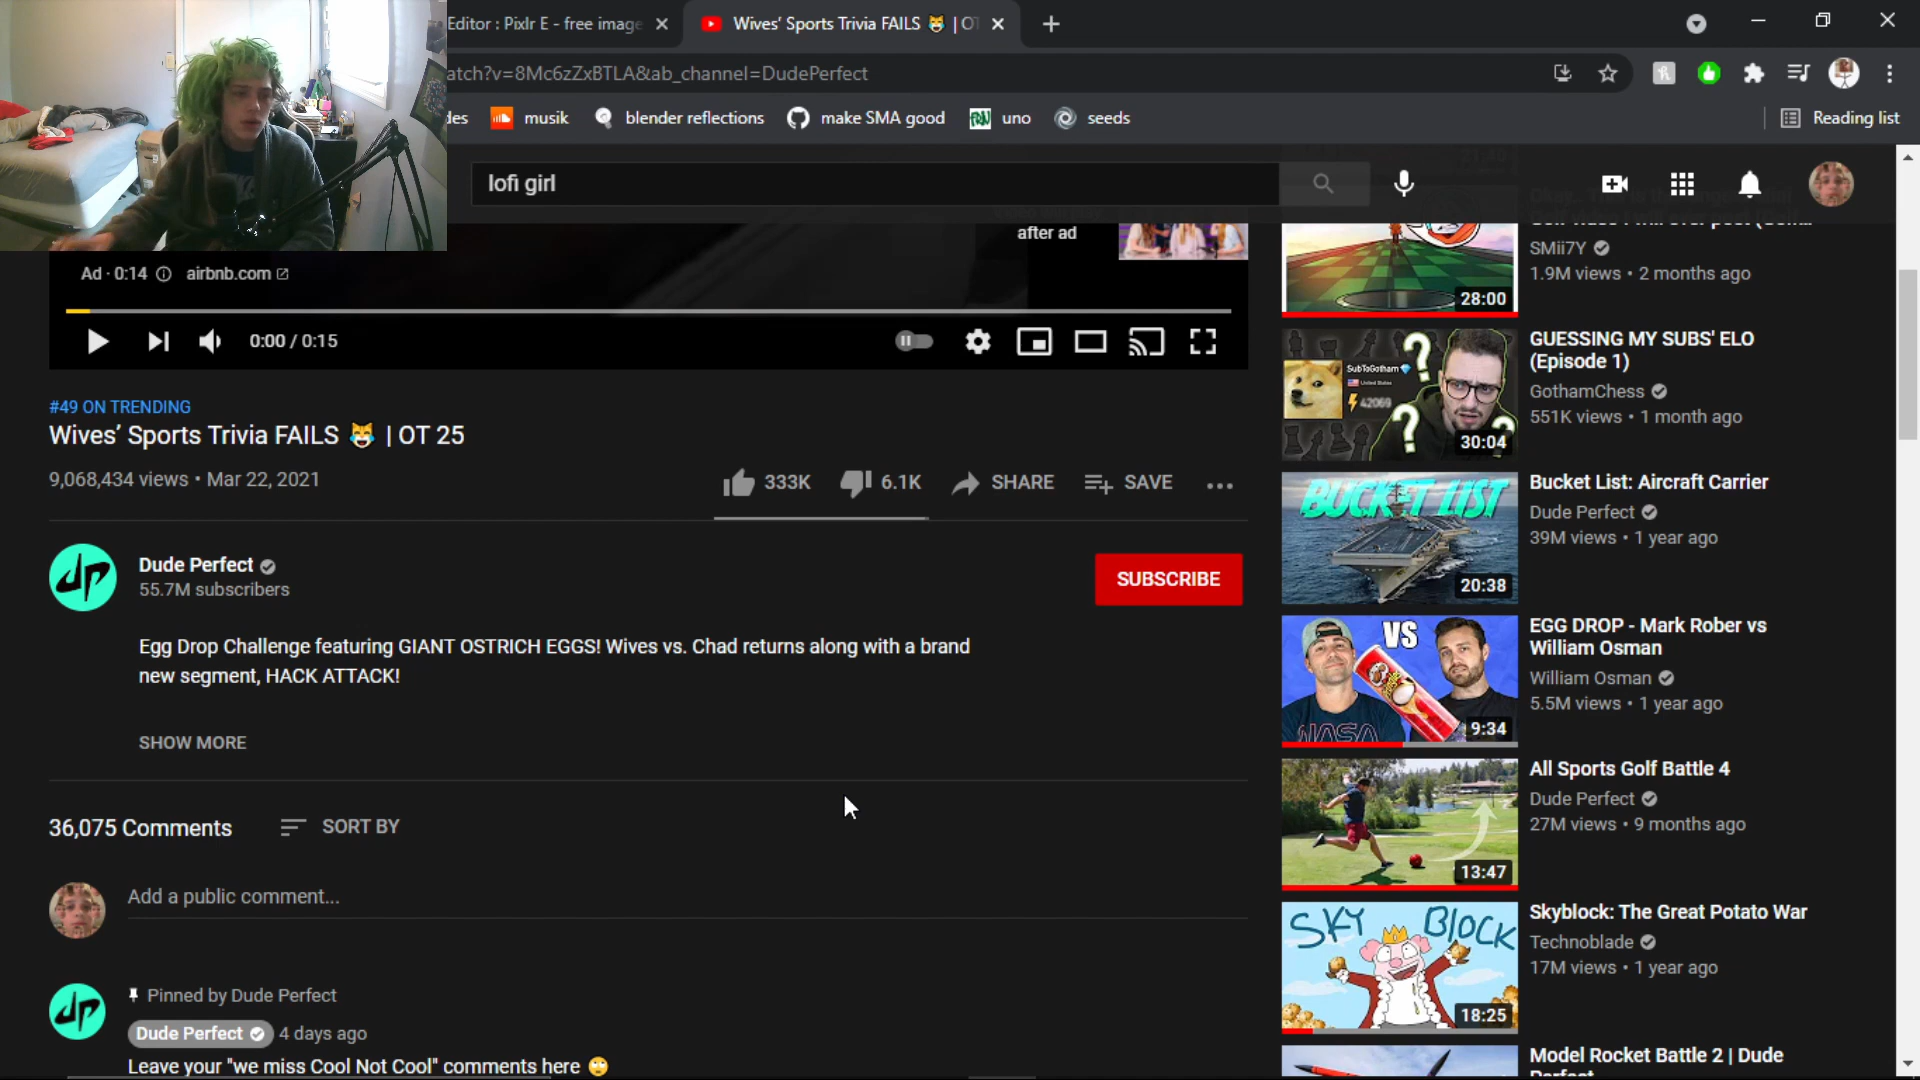 Editor : Pixlr E - free image
Wives' Sports Trivia FAILS 😹 | OT
atch?v=8Mc6zZxBTLA&ab_channel=DudePerfect
des
musik
blender reflections
make SMA good
uno
seeds
Reading list
lofi girl
after ad
Ad · 0:14
airbnb.com
0:00 / 0:15
#49 ON TRENDING
Wives' Sports Trivia FAILS 😹 | OT 25
9,068,434 views • Mar 22, 2021
333K
6.1K
SHARE
SAVE
Dude Perfect
55.7M subscribers
SUBSCRIBE
Egg Drop Challenge featuring GIANT OSTRICH EGGS! Wives vs. Chad returns along with a brand
new segment, HACK ATTACK!
SHOW MORE
36,075 Comments
SORT BY
Add a public comment...
Pinned by Dude Perfect
Dude Perfect
4 days ago
Leave your "we miss Cool Not Cool" comments here 🙄
SMii7Y
1.9M views • 2 months ago
28:00
SubToGotham
United States
42069
30:04
GUESSING MY SUBS' ELO
(Episode 1)
GothamChess
551K views • 1 month ago
BUCKET LIST
20:38
Bucket List: Aircraft Carrier
Dude Perfect
39M views • 1 year ago
VS
NASA
9:34
EGG DROP - Mark Rober vs
William Osman
William Osman
5.5M views • 1 year ago
13:47
All Sports Golf Battle 4
Dude Perfect
27M views • 9 months ago
SKY BLOCK
18:25
Skyblock: The Great Potato War
Technoblade
17M views • 1 year ago
Model Rocket Battle 2 | Dude